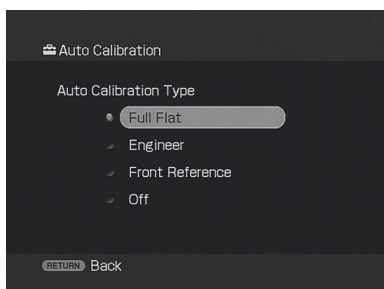 Auto Calibration
Auto Calibration Type
Full Flat
Engineer
Front Reference
Off
RETURN Back